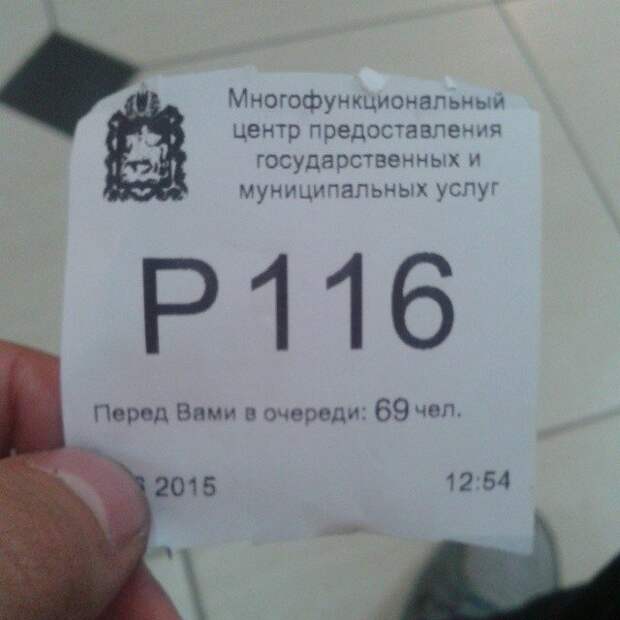 Многофункциональный
центр предоставления
государственных и
муниципальных услуг
Р116
Перед Вами в очереди: 69 чел.
2015 12:54